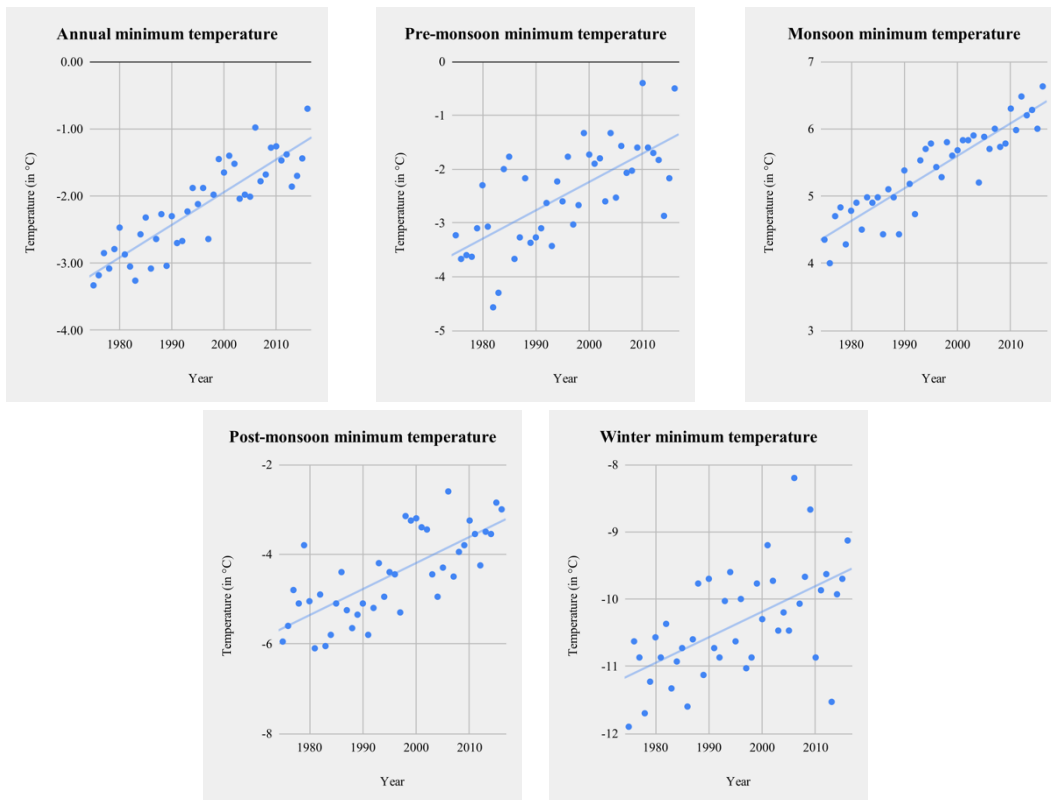 Annual minimum temperature
0.00
-1.00
-2.00
-3.00
-4.00
Temperature (in °C)
1980 1990 2000 2010
Year
Pre-monsoon minimum temperature
0
-1
-2
-3
-4
-5
Temperature (in °C)
1980 1990 2000 2010
Year
Monsoon minimum temperature
7
6
5
4
3
Temperature (in °C)
1980 1990 2000 2010
Year
Post-monsoon minimum temperature
-2
-4
-6
-8
Temperature (in °C)
1980 1990 2000 2010
Year
Winter minimum temperature
-8
-9
-10
-11
-12
Temperature (in °C)
1980 1990 2000 2010
Year